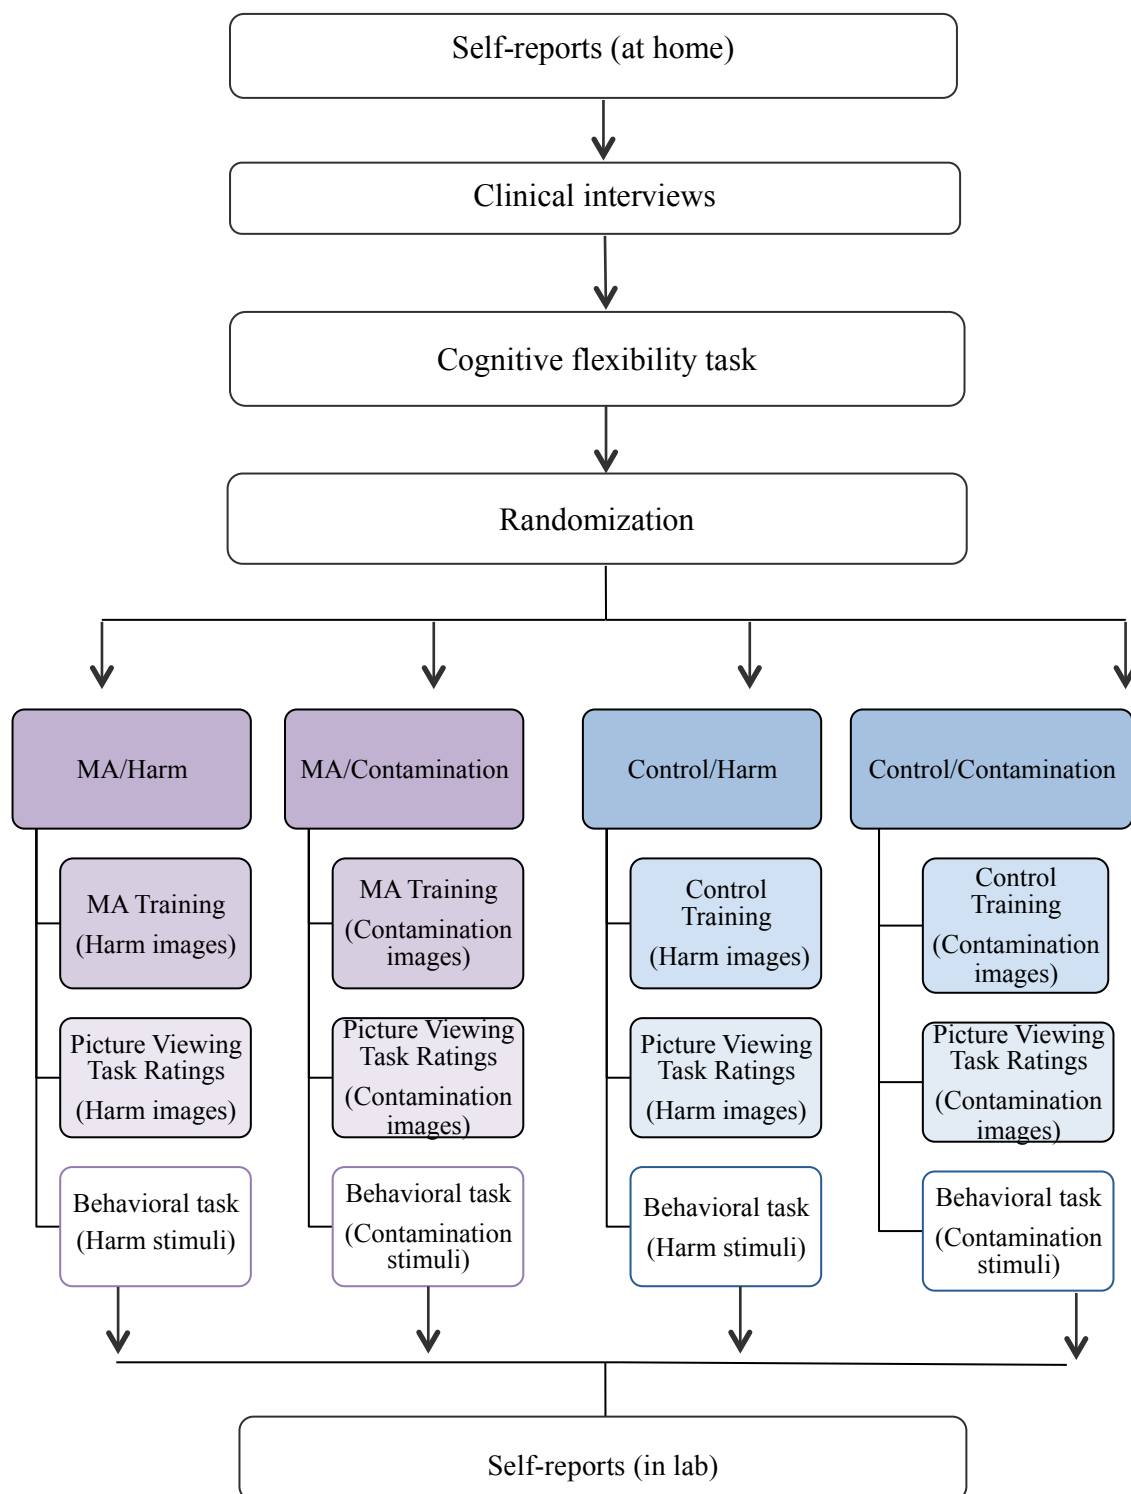 Self-reports (at home)
Clinical interviews
Cognitive flexibility task
Randomization
MA/Harm
MA Training
(Harm images)
Picture Viewing
Task Ratings
(Harm images)
Behavioral task
(Harm stimuli)
MA/Contamination
MA Training
(Contamination
images)
Picture Viewing
Task Ratings
(Contamination
images)
Behavioral task
(Contamination
stimuli)
Control/Harm
Control
Training
(Harm images)
Picture Viewing
Task Ratings
(Harm images)
Behavioral task
(Harm stimuli)
Control/Contamination
Control
Training
(Contamination
images)
Picture Viewing
Task Ratings
(Contamination
images)
Behavioral task
(Contamination
stimuli)
Self-reports (in lab)